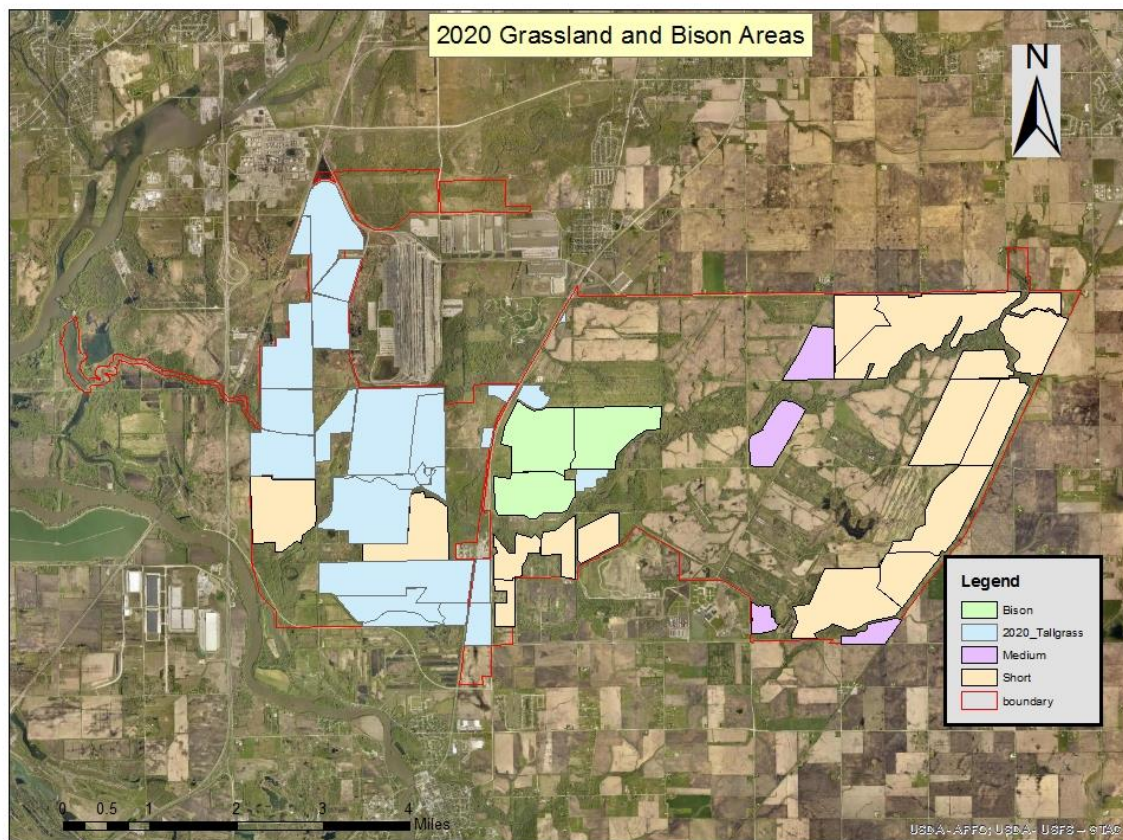 2020 Grassland and Bison Areas
N
Legend
Bison
2020_Tallgrass
Medium
Short
boundary
0 0.5 1 2 3 4
Miles
USDA-APFO; USDA- USFS – GTAC